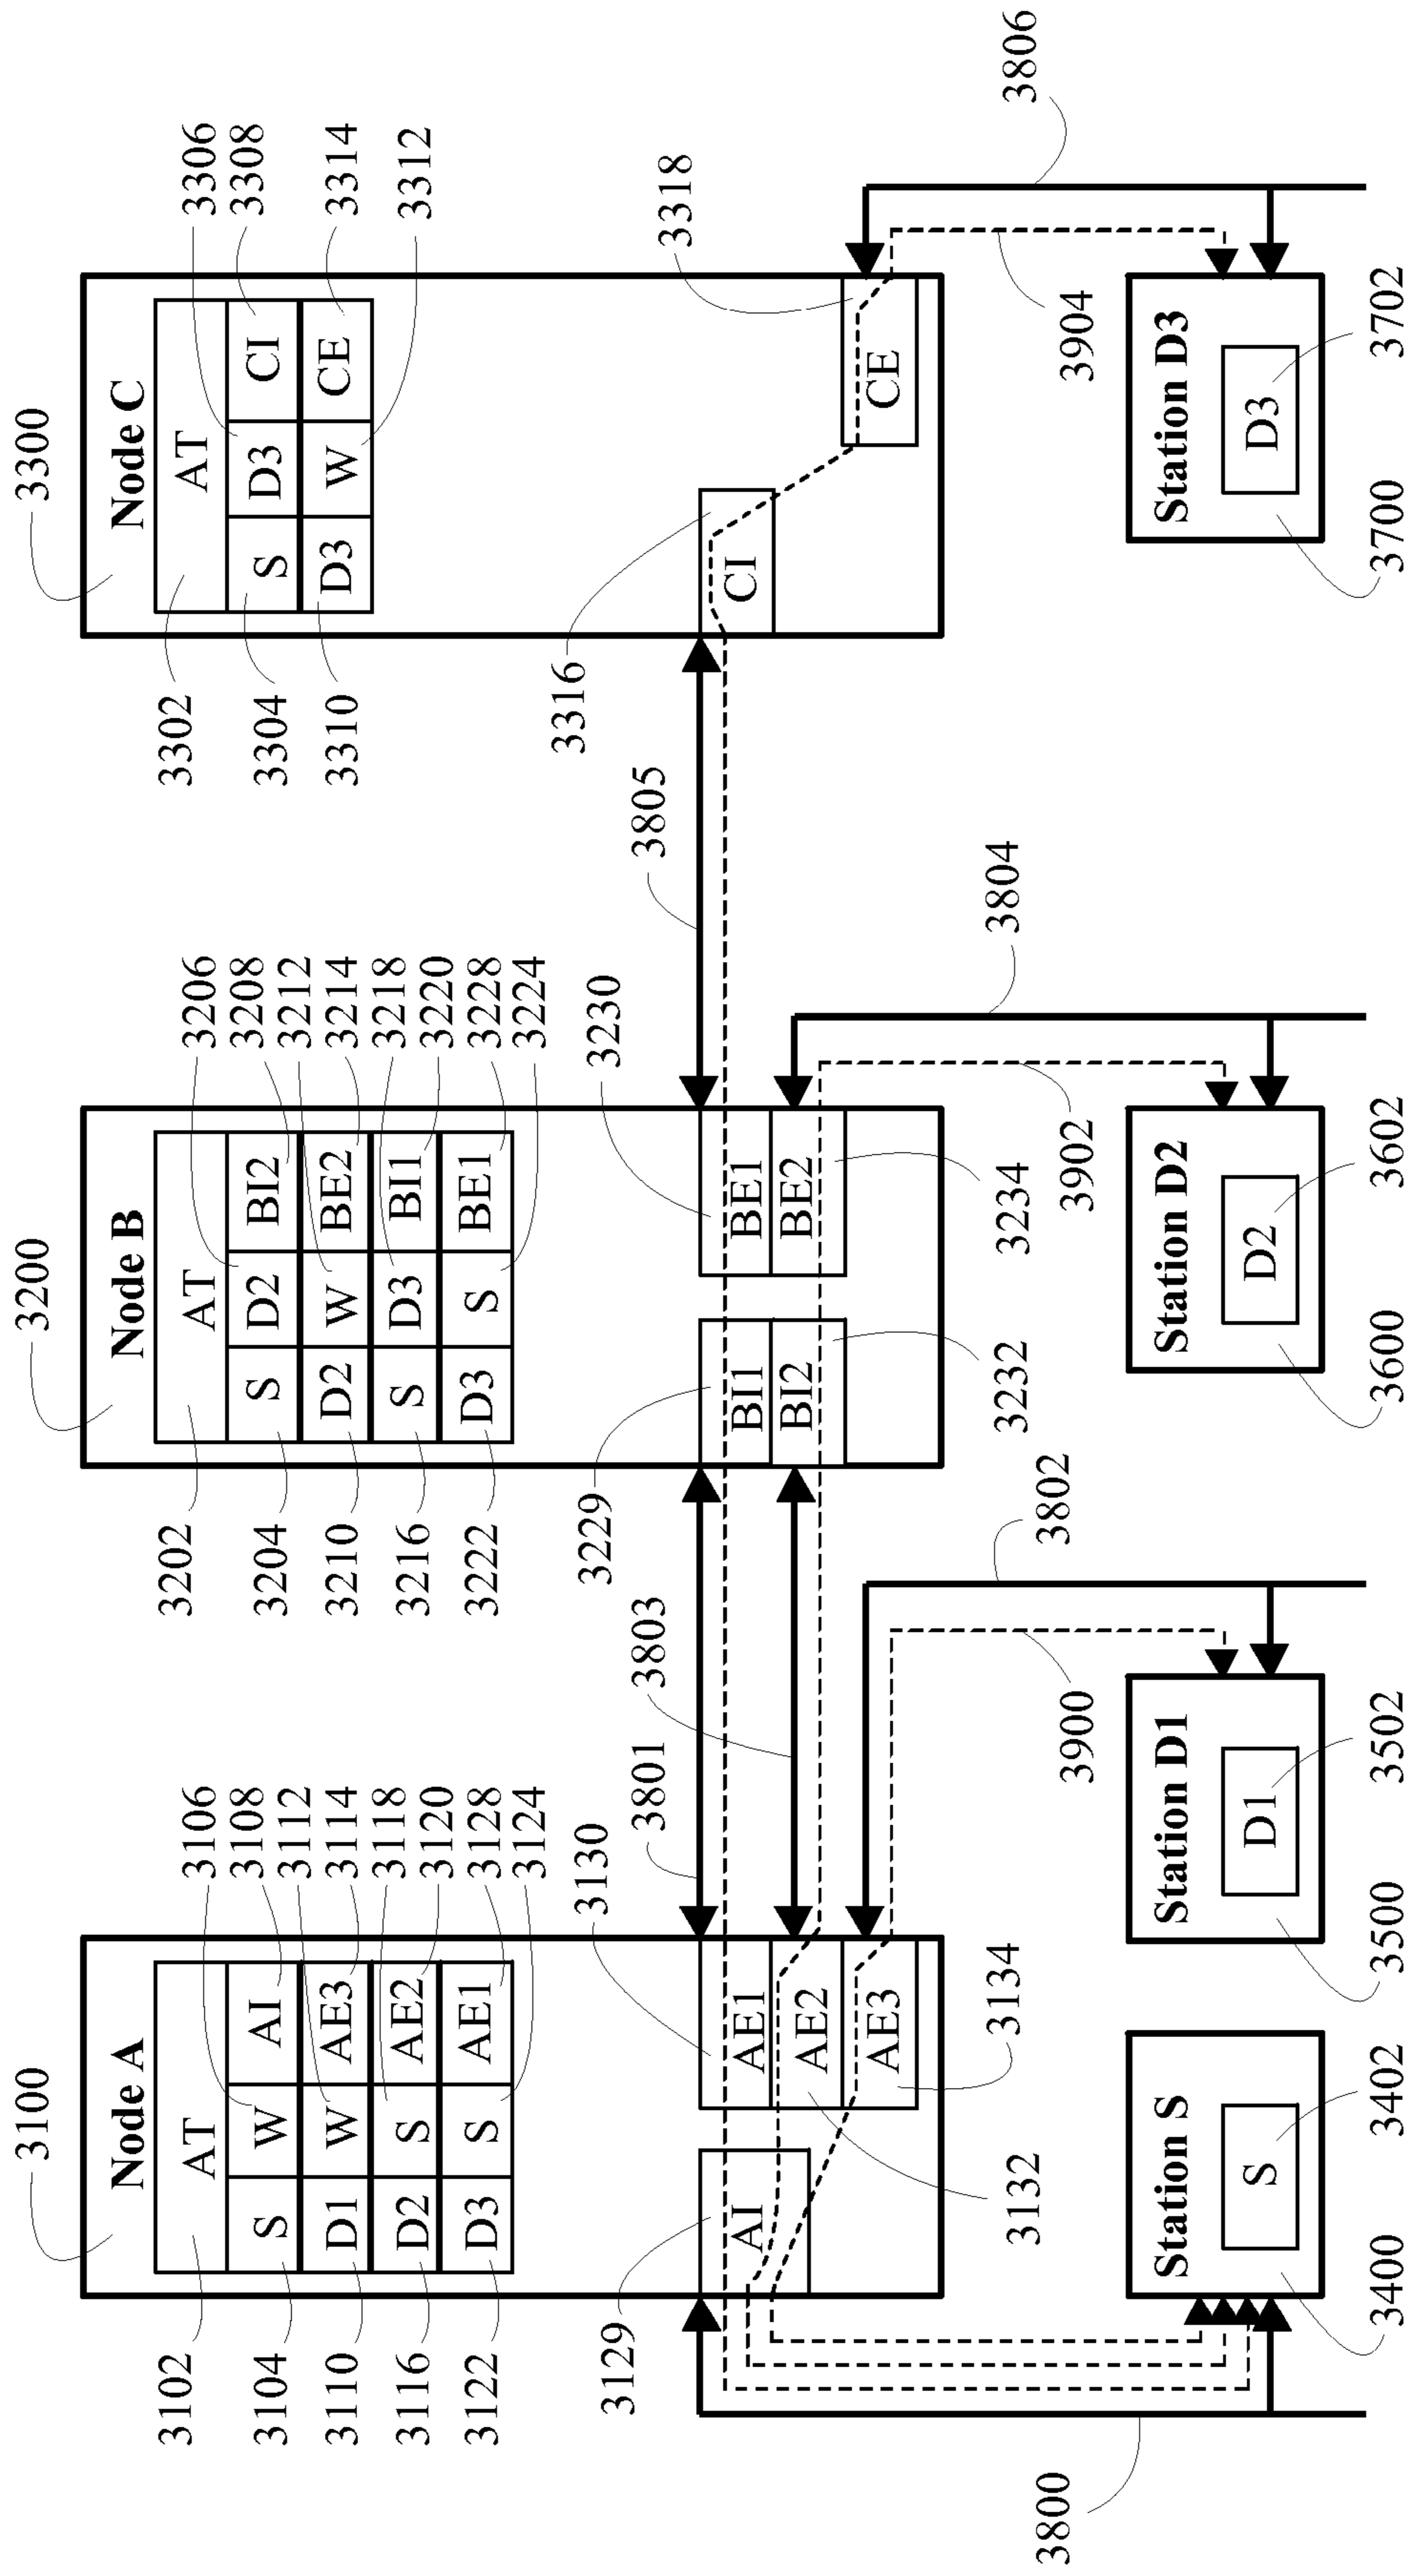 3100 3200 3300
Node A Node B Node C
3102 AT 3106 3202 AT 3206 3302 AT 3306
3104 S W AI 3108 3204 S D2 BI2 3208 3304 S D3 CI 3308
3112 3212
3110 D1 W AE3 3114 3210 D2 W BE2 3214 3310 D3 W CE 3314
3118 3218
3116 D2 S AE2 3216 S D3 BI1 3312
3120 3220
3122 D3 S AE1 3128 3222 D3 S BE1 3228
3124 3224
3129 3130 3229 3230 3316
3801 3803 3805 3318
AI AE1 BI1 BE1 CI
AE2 BI2 BE2
AE3 CE
3132 3134 3232 3234
3800 3802 3804 3806
3900 3902 3904
Station S Station D1 Station D2 Station D3
S D1 D2 D3
3400 3402 3500 3502 3600 3602 3700 3702